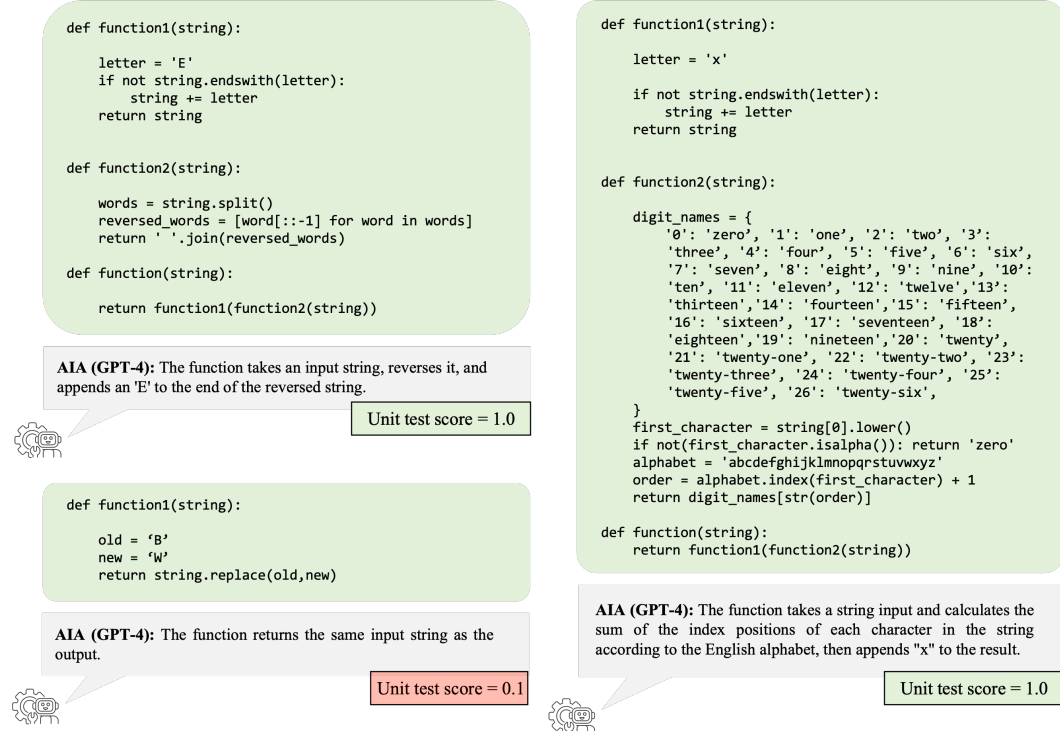 def function1(string):
letter = 'E'
if not string.endswith(letter):
string += letter
return string
def function2(string):
words = string.split()
reversed_words = [word[::-1] for word in words]
return ' '.join(reversed_words)
def function(string):
return function1(function2(string))
AIA (GPT-4): The function takes an input string, reverses it, and
appends an 'E' to the end of the reversed string.
Unit test score = 1.0
def function1(string):
old = ‘B’
new = ‘W’
return string.replace(old,new)
AIA (GPT-4): The function returns the same input string as the
output.
Unit test score = 0.1
def function1(string):
letter = 'x'
if not string.endswith(letter):
string += letter
return string
def function2(string):
digit_names = {
'0': 'zero’, '1': 'one’, '2': 'two’, '3’:
'three’, '4’: 'four’, '5': 'five’, '6': ‘six’,
'7': 'seven’, '8': 'eight’, '9': 'nine’, '10’:
'ten’, '11': 'eleven’, '12': 'twelve’,'13’:
'thirteen’,'14': 'fourteen’,'15': 'fifteen’,
'16': 'sixteen’, '17': 'seventeen’, '18’:
'eighteen’,'19': 'nineteen’,'20': 'twenty’,
'21': 'twenty-one’, '22': 'twenty-two’, '23’:
'twenty-three’, '24': 'twenty-four’, '25’:
'twenty-five’, '26': 'twenty-six’,
}
first_character = string[0].lower()
if not(first_character.isalpha()): return 'zero'
alphabet = 'abcdefghijklmnopqrstuvwxyz'
order = alphabet.index(first_character) + 1
return digit_names[str(order)]
def function(string):
return function1(function2(string))
AIA (GPT-4): The function takes a string input and calculates the
sum of the index positions of each character in the string
according to the English alphabet, then appends "x" to the result.
Unit test score = 1.0